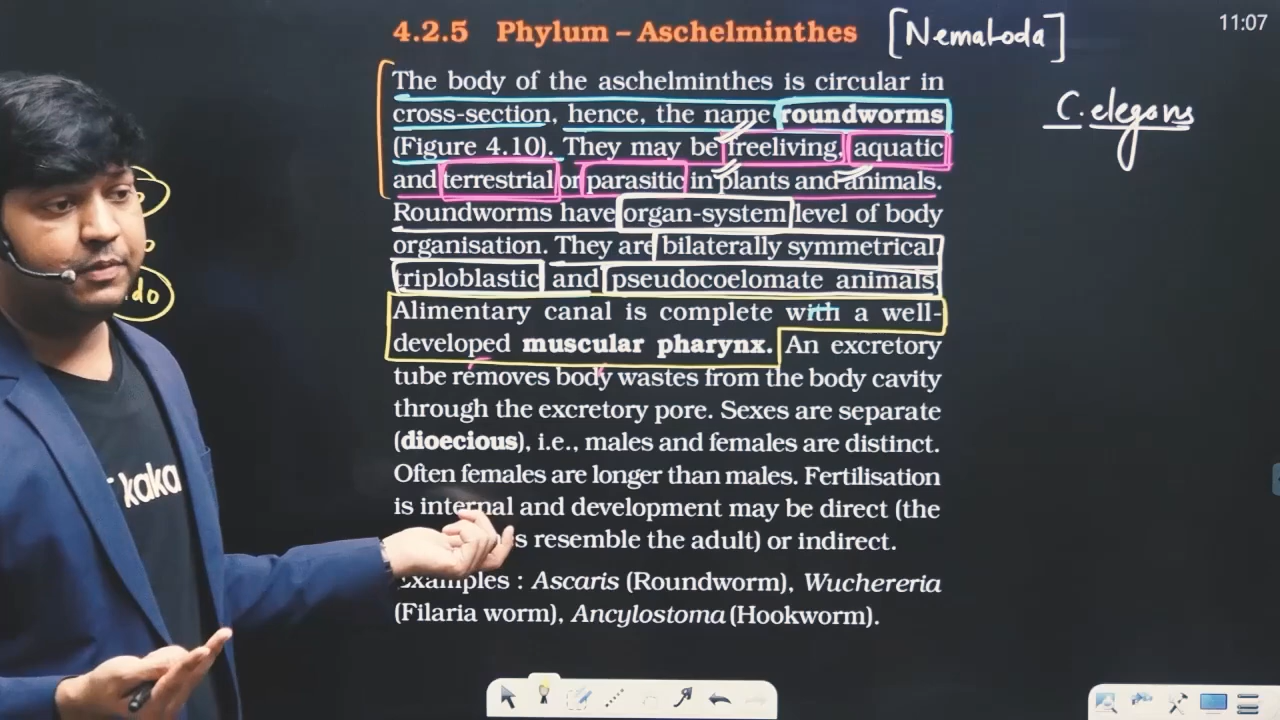 4.2.5 Phylum – Aschelminthes [Nematoda]
11:07
The body of the aschelminthes is circular in
cross-section, hence, the name roundworms
(Figure 4.10). They may be freeliving, aquatic
and terrestrial or parasitic in plants and animals.
Roundworms have organ-system level of body
organisation. They are bilaterally symmetrical,
triploblastic and pseudocoelomate animals.
Alimentary canal is complete with a well-
developed muscular pharynx. An excretory
tube removes body wastes from the body cavity
through the excretory pore. Sexes are separate
(dioecious), i.e., males and females are distinct.
Often females are longer than males. Fertilisation
is internal and development may be direct (the
resemble the adult) or indirect.
Examples : Ascaris (Roundworm), Wuchereria
(Filaria worm), Ancylostoma (Hookworm).
C. elegans
kaka